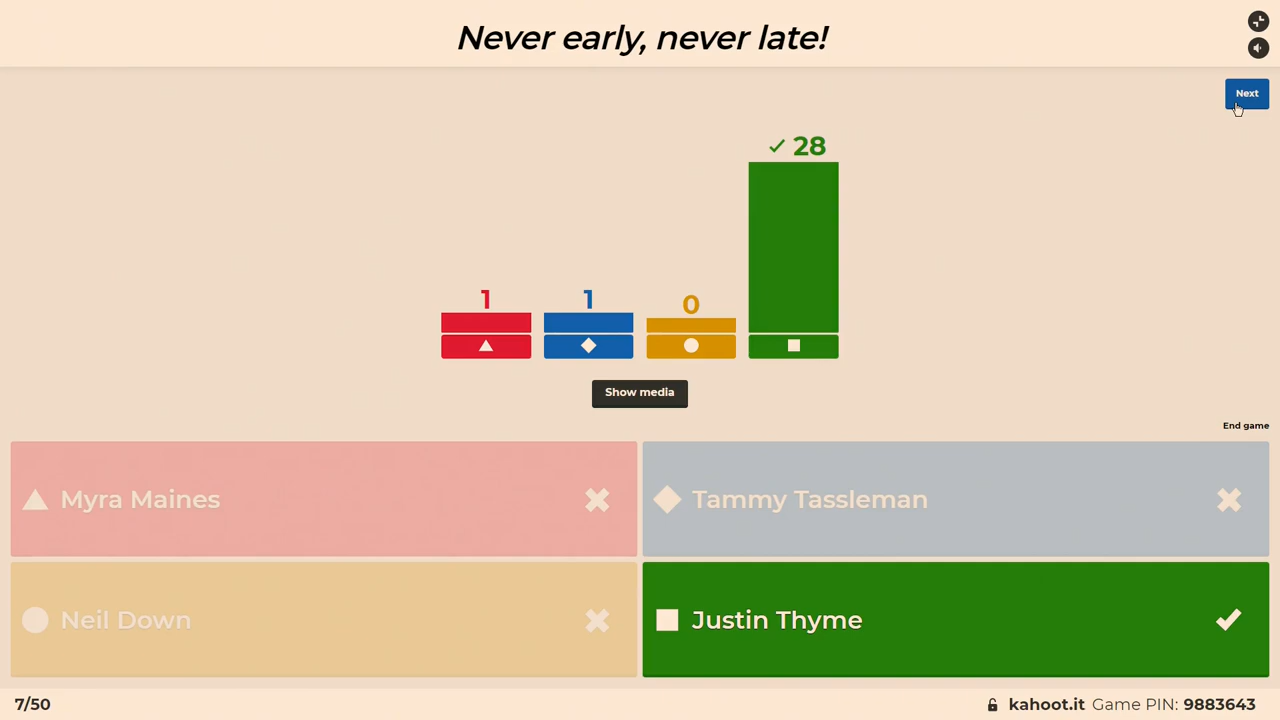 Never early, never late!
Next
28
1
1
0
Show media
End game
Myra Maines
Tammy Tassleman
Neil Down
Justin Thyme
7/50
kahoot.it Game PIN: 9883643